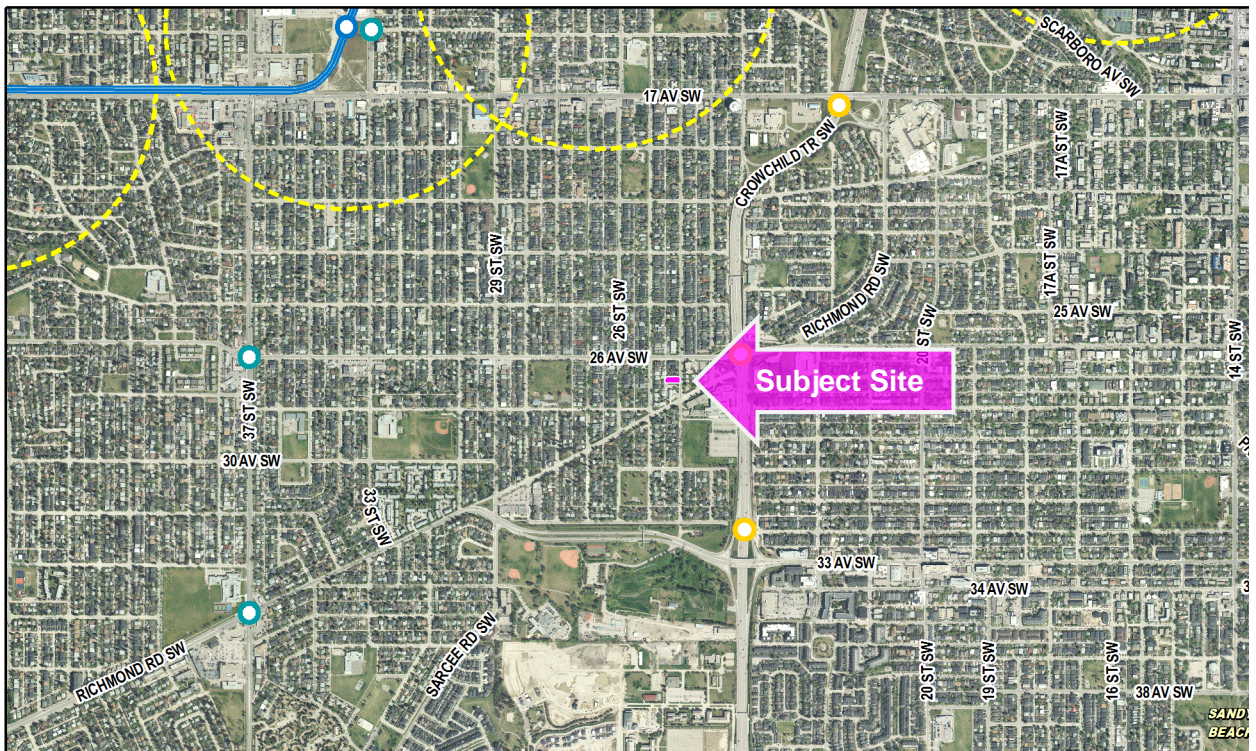 SCARBORO AV SW
17 AV SW
CROWCHILD TR SW
17A ST SW
29 ST SW
26 ST SW
RICHMOND RD SW
17A ST SW
25 AV SW
20 ST SW
14 ST SW
26 AV SW
Subject Site
37 ST SW
30 AV SW
33 ST SW
33 AV SW
34 AV SW
SARCEE RD SW
RICHMOND RD SW
20 ST SW
19 ST SW
16 ST SW
38 AV SW
SANDY
BEACH